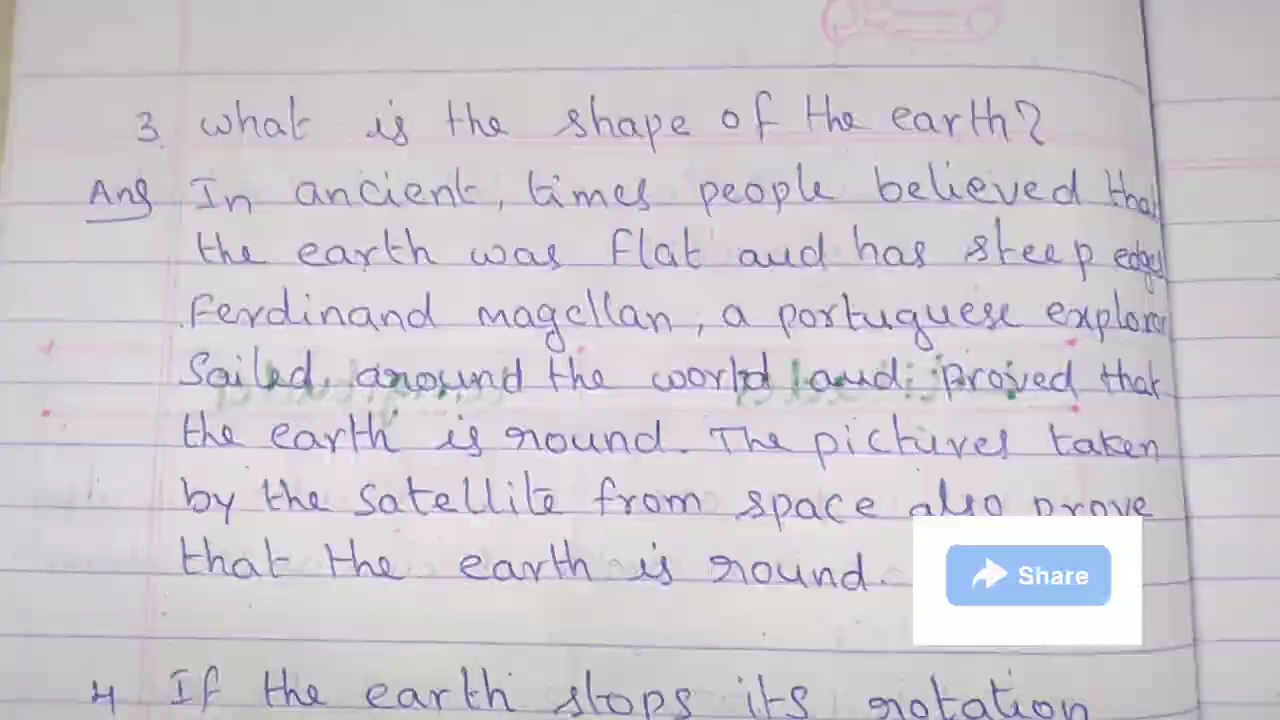 3. What is the shape of the earth?
Ans In ancient, times people believed that
the earth was flat and has steep edges
Ferdinand magellan, a portuguese explorer
Sailed, around the world and proved that
the earth is round. The pictures taken
by the satellite from space also prove
that the earth is round.
Share
4 If the earth stops its rotation